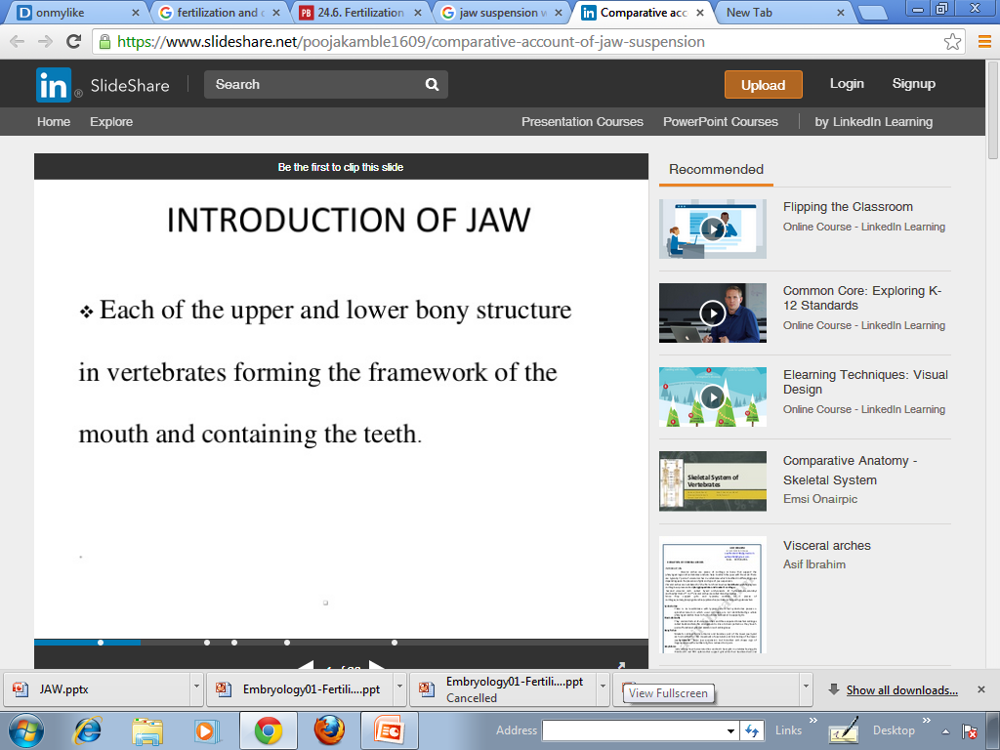 onmylike
fertilization and c
24.6. Fertilization
jaw suspension w
Comparative acc
New Tab
https://www.slideshare.net/poojakamble1609/comparative-account-of-jaw-suspension
in SlideShare
Search
Upload
Login
Signup
Home
Explore
Presentation Courses
PowerPoint Courses
by LinkedIn Learning
Be the first to clip this slide
INTRODUCTION OF JAW
❖ Each of the upper and lower bony structure
in vertebrates forming the framework of the
mouth and containing the teeth.
Recommended
Flipping the Classroom
Online Course - LinkedIn Learning
Common Core: Exploring K-
12 Standards
Online Course - LinkedIn Learning
Elearning Techniques: Visual
Design
Online Course - LinkedIn Learning
Skeletal System of
Vertebrates
Comparative Anatomy -
Skeletal System
Emsi Onairpic
Visceral arches
Asif Ibrahim
JAW.pptx
Embryology01-Fertili....ppt
Embryology01-Fertili....ppt
Cancelled
View Fullscreen
Show all downloads...
Address
Links
Desktop